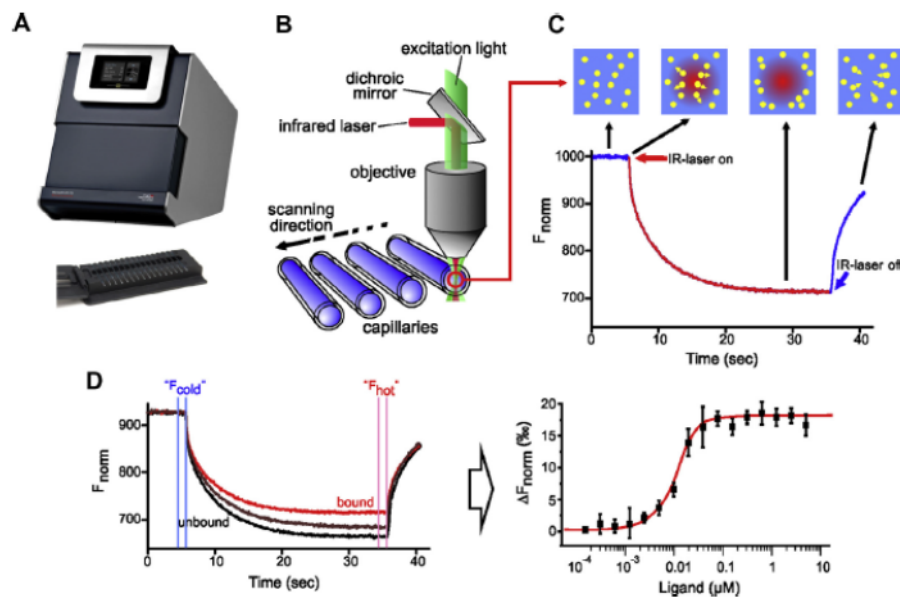 A
B
excitation light
dichroic
mirror
infrared laser
objective
scanning
direction
capillaries
C
1000
900
800
700
F norm
IR-laser on
IR-laser off
0
10
20
30
40
Time (sec)
D
"Fcold"
"Fhot"
900
800
700
Fnorm
bound
unbound
0
10
20
30
40
Time (sec)
20
15
10
5
0
ΔFnorm (‰)
10⁻⁴
10⁻³
0.01
0.1
1
10
Ligand (µM)